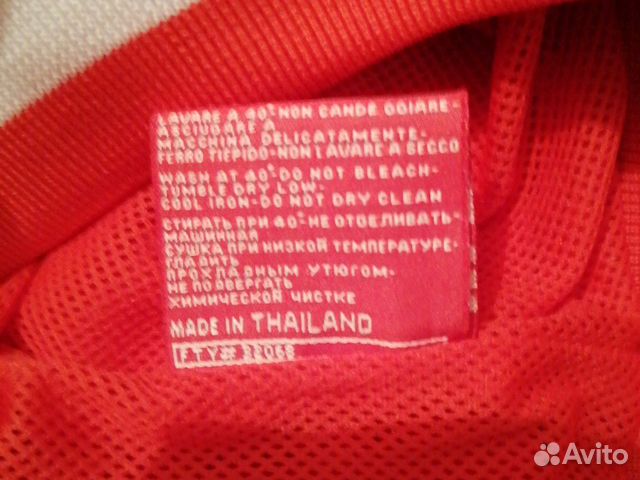 LAVARE A 40°-NON CANDEGGIARE-
ASCIUGARE A
MACCHINA DELICATAMENTE-
FERRO TIEPIDO-NON LAVARE A SECCO
WASH AT 40°-DO NOT BLEACH-
TUMBLE DRY LOW-
COOL IRON-DO NOT DRY CLEAN
СТИРАТЬ ПРИ 40°-НЕ ОТБЕЛИВАТЬ-
МАШИННАЯ
СУШКА ПРИ НИЗКОЙ ТЕМПЕРАТУРЕ-
ГЛАДИТЬ
ПРОХЛАДНЫМ УТЮГОМ-
НЕ ПОДВЕРГАТЬ
ХИМИЧЕСКОЙ ЧИСТКЕ
MADE IN THAILAND
FTY# 32068
Avito